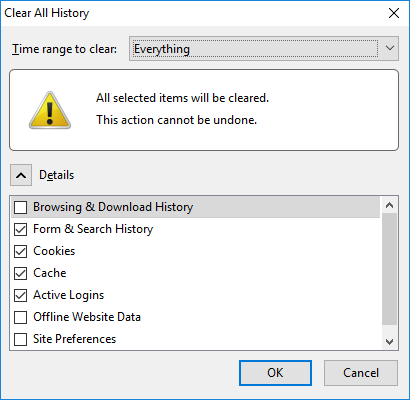 Clear All History
Time range to clear: Everything
All selected items will be cleared.
This action cannot be undone.
Details
Browsing & Download History
Form & Search History
Cookies
Cache
Active Logins
Offline Website Data
Site Preferences
OK Cancel